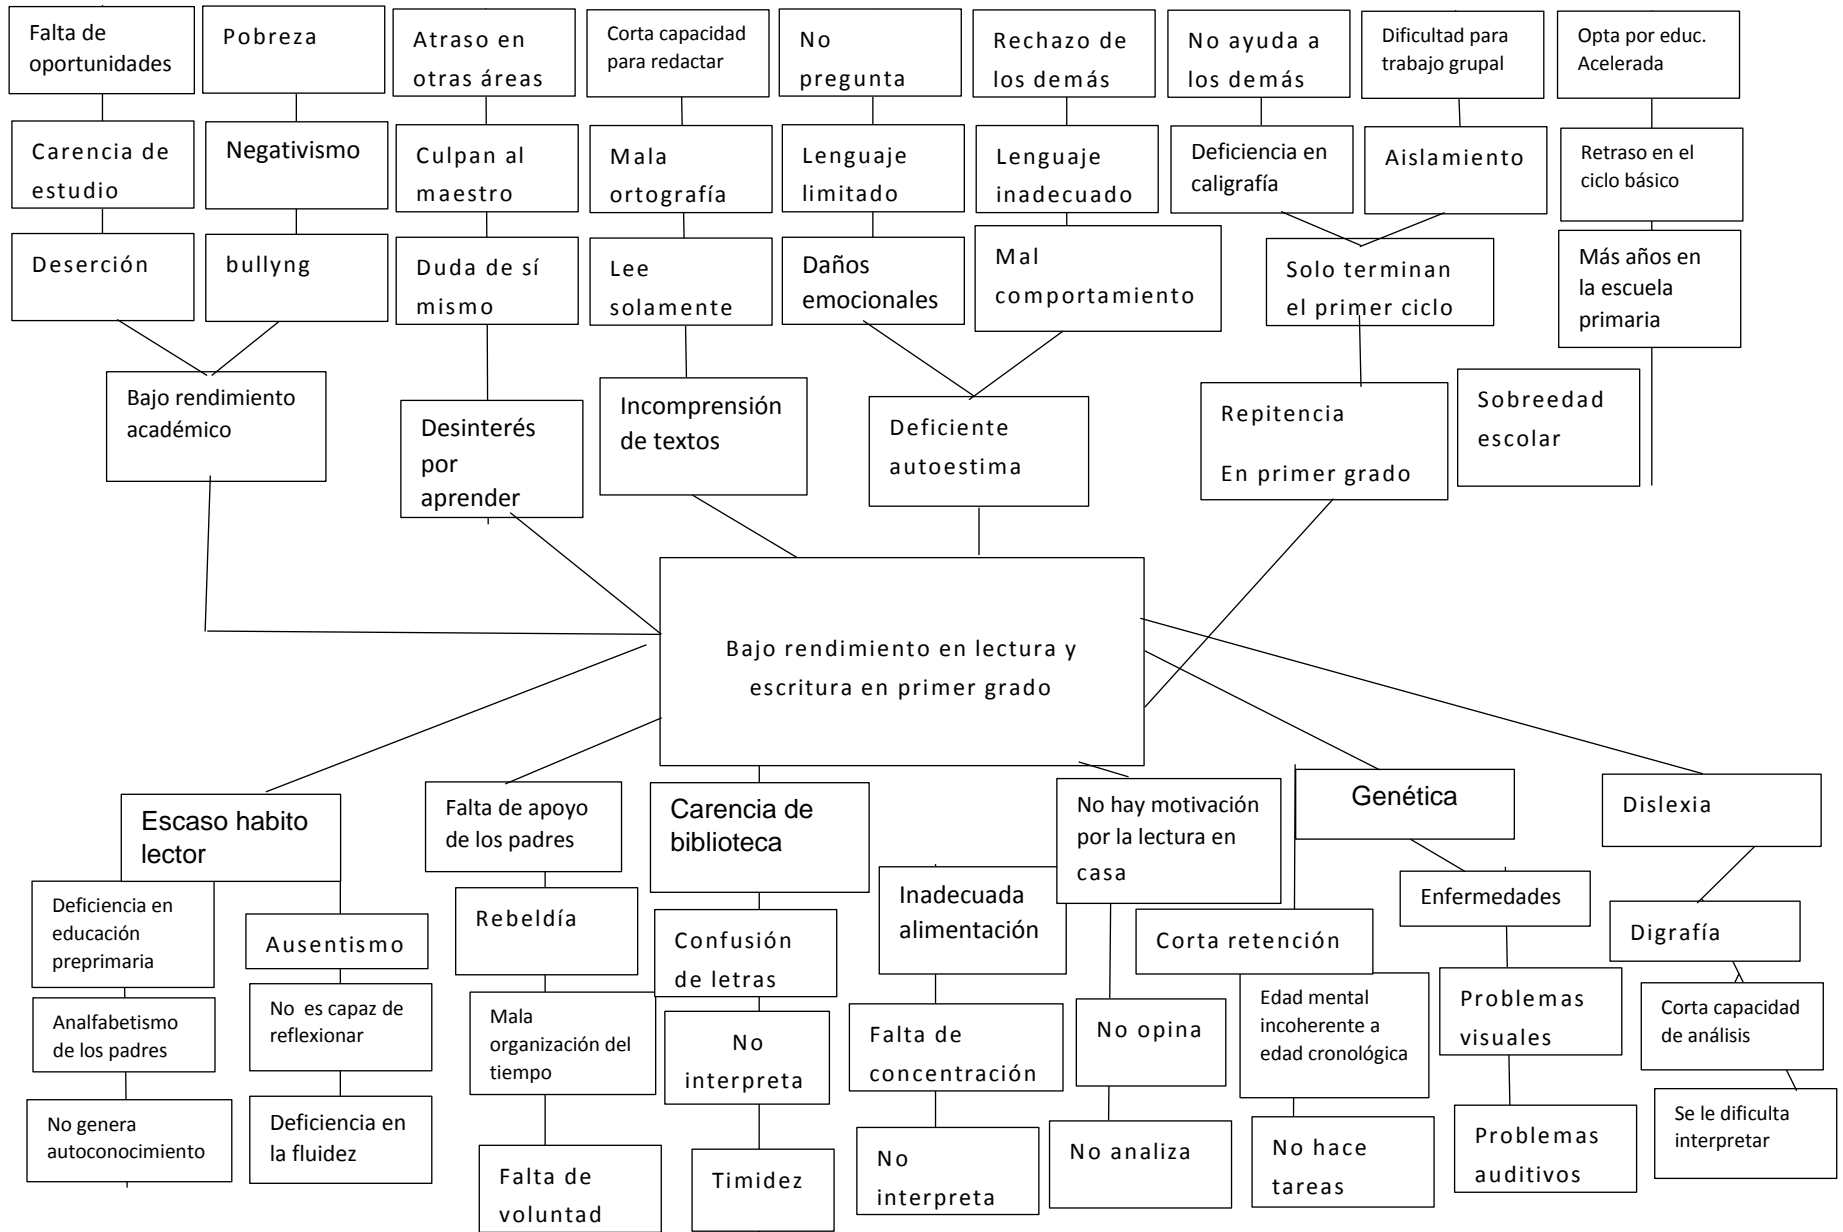 Falta de
oportunidades
Pobreza
Atraso en
otras áreas
Corta capacidad
para redactar
No
pregunta
Rechazo de
los demás
No ayuda a
los demás
Dificultad para
trabajo grupal
Opta por educ.
Acelerada
Carencia de
estudio
Negativismo
Culpan al
maestro
Mala
ortografía
Lenguaje
limitado
Lenguaje
inadecuado
Deficiencia en
caligrafía
Aislamiento
Retraso en el
ciclo básico
Deserción
bullyng
Duda de sí
mismo
Lee
solamente
Daños
emocionales
Mal
comportamiento
Solo terminan
el primer ciclo
Más años en
la escuela
primaria
Bajo rendimiento
académico
Desinterés
por
aprender
Incomprensión
de textos
Deficiente
autoestima
Repitencia
En primer grado
Sobreedad
escolar
Bajo rendimiento en lectura y
escritura en primer grado
Escaso habito
lector
Falta de apoyo
de los padres
Carencia de
biblioteca
No hay motivación
por la lectura en
casa
Genética
Dislexia
Deficiencia en
educación
preprimaria
Ausentismo
Rebeldía
Confusión
de letras
Inadecuada
alimentación
Corta retención
Enfermedades
Digrafía
Analfabetismo
de los padres
No es capaz de
reflexionar
Mala
organización del
tiempo
No
interpreta
Falta de
concentración
No opina
Edad mental
incoherente a
edad cronológica
Problemas
visuales
Corta capacidad
de análisis
No genera
autoconocimiento
Deficiencia en
la fluidez
Falta de
voluntad
Timidez
No
interpreta
No analiza
No hace
tareas
Problemas
auditivos
Se le dificulta
interpretar